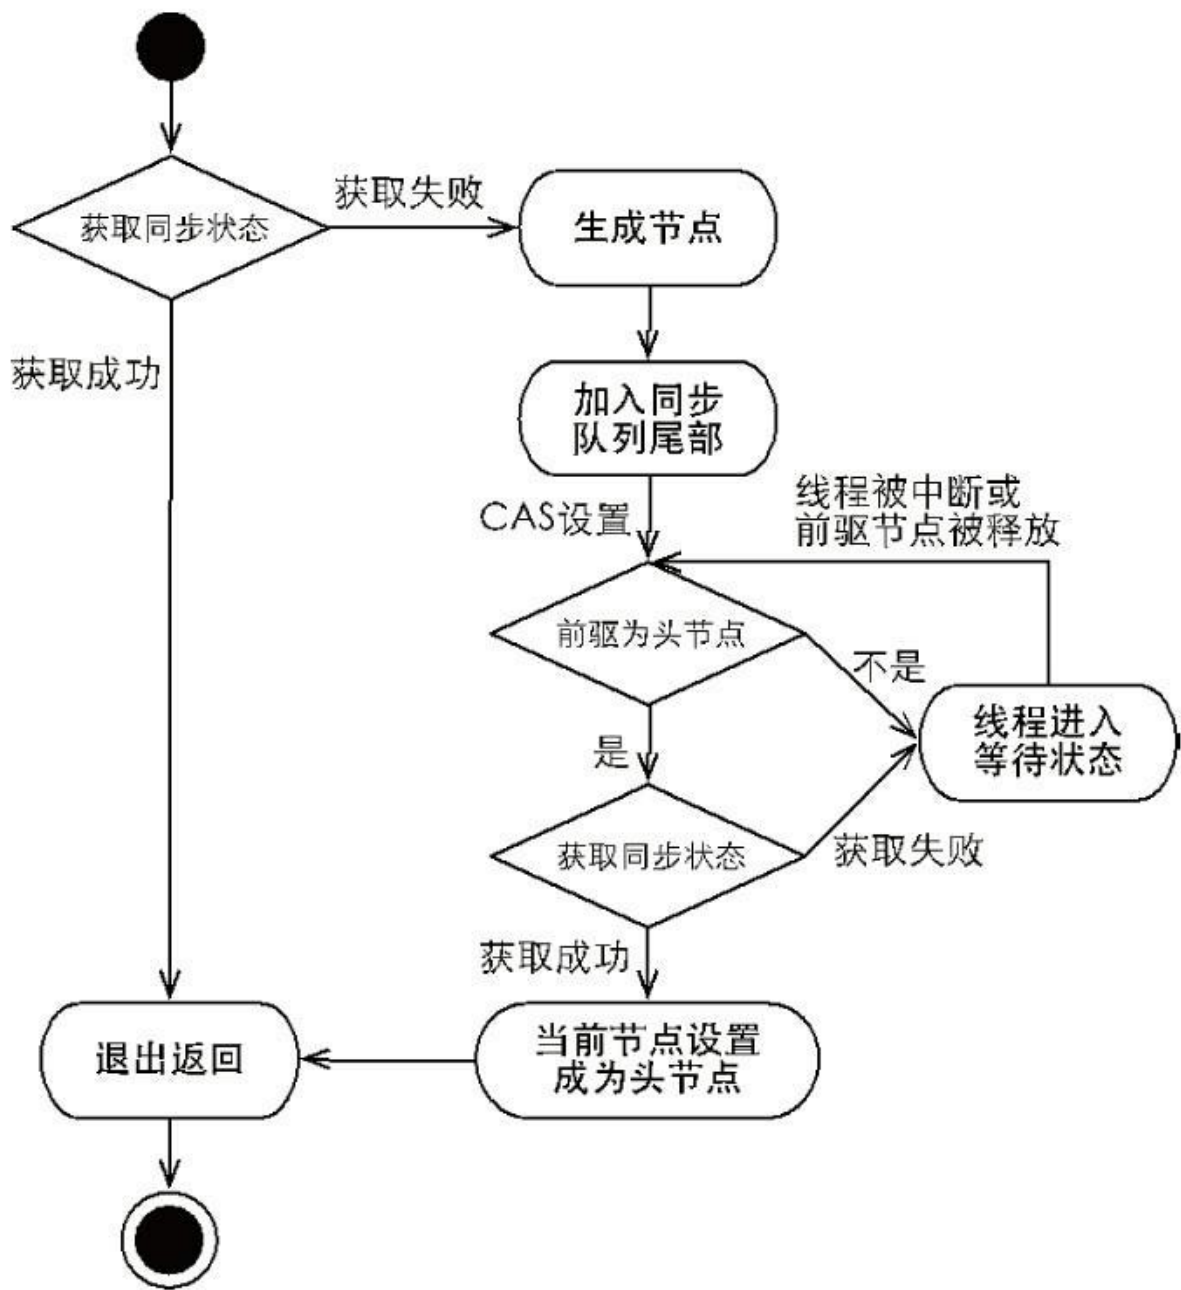 获取失败
获取同步状态
生成节点
获取成功
加入同步
队列尾部
CAS设置
线程被中断或
前驱节点被释放
前驱为头节点
不是
线程进入
等待状态
是
获取同步状态
获取失败
获取成功
退出返回
当前节点设置
成为头节点